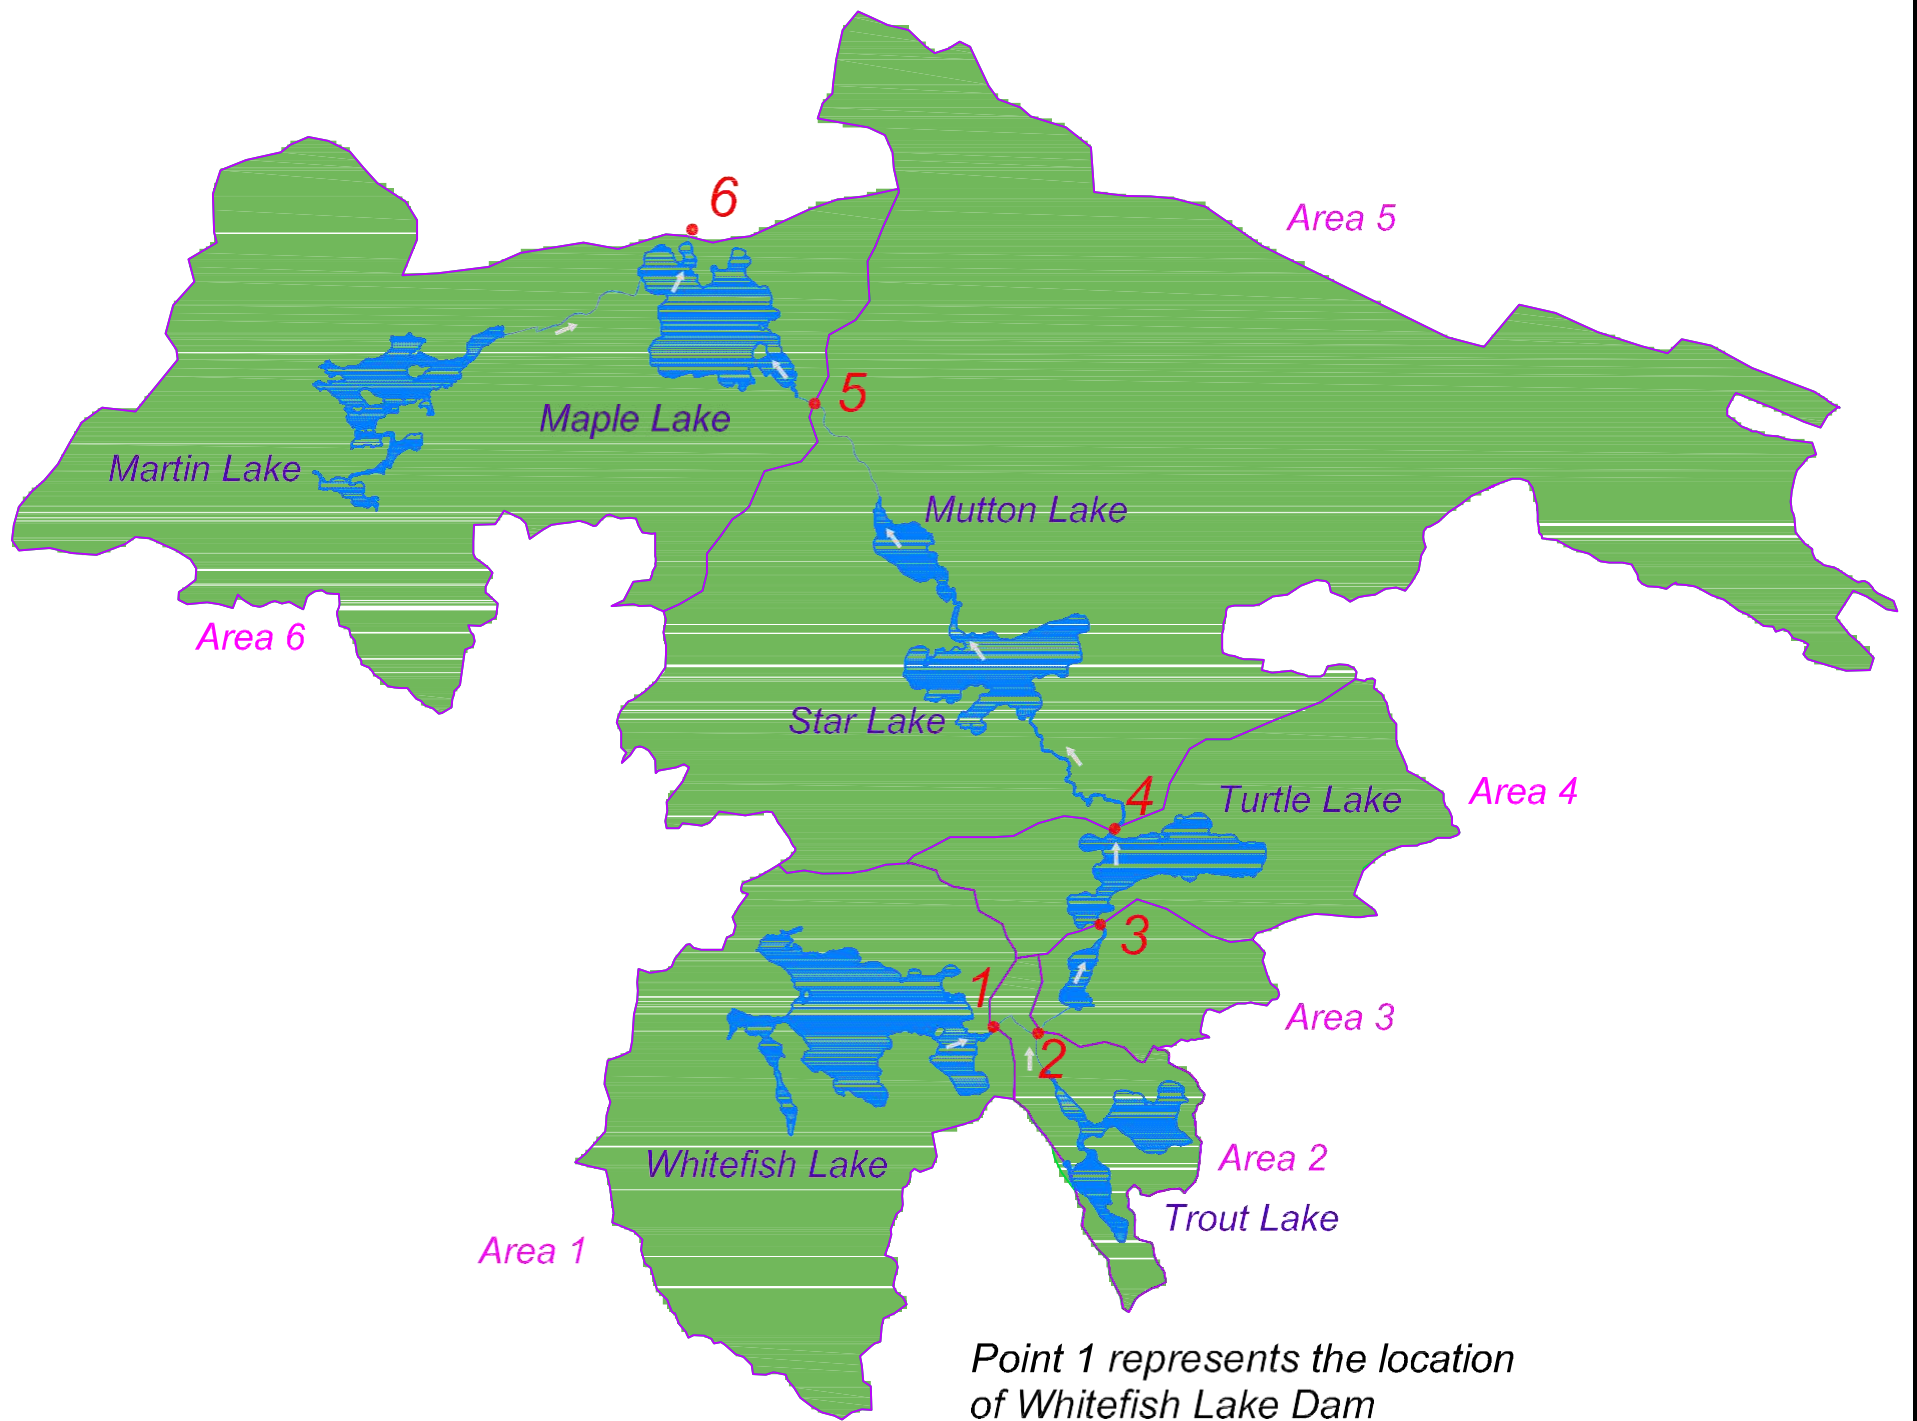 6
Area 5
5
Maple Lake
Martin Lake
Mutton Lake
Area 6
Star Lake
4
Turtle Lake
Area 4
3
1
Area 3
2
Whitefish Lake
Area 2
Trout Lake
Area 1
Point 1 represents the location
of Whitefish Lake Dam